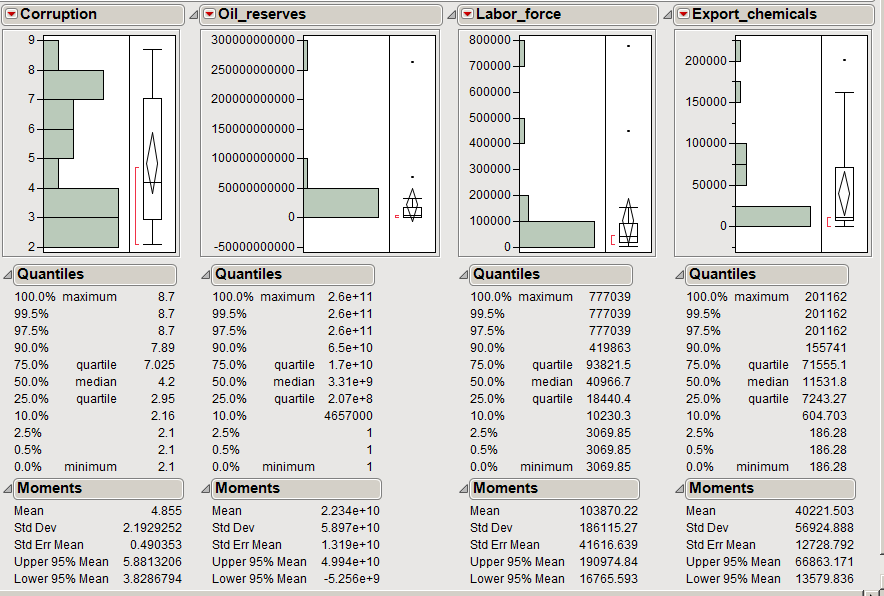 Corruption Oil_reserves Labor_force Export_chemicals
9 300000000000 800000
8 250000000000 700000 200000
7 200000000000 600000
6 150000000000 500000 150000
5 100000000000 400000 100000
4 50000000000 300000 50000
3 0 200000
2 -50000000000 100000 0
0
Quantiles Quantiles Quantiles Quantiles
100.0% maximum 8.7 100.0% maximum 2.6e+11 100.0% maximum 777039 100.0% maximum 201162
99.5% 8.7 99.5% 2.6e+11 99.5% 777039 99.5% 201162
97.5% 8.7 97.5% 2.6e+11 97.5% 777039 97.5% 201162
90.0% 7.89 90.0% 6.5e+10 90.0% 419863 90.0% 155741
75.0% quartile 7.025 75.0% quartile 1.7e+10 75.0% quartile 93821.5 75.0% quartile 71555.1
50.0% median 4.2 50.0% median 3.31e+9 50.0% median 40966.7 50.0% median 11531.8
25.0% quartile 2.95 25.0% quartile 2.07e+8 25.0% quartile 18440.4 25.0% quartile 7243.27
10.0% 2.16 10.0% 4657000 10.0% 10230.3 10.0% 604.703
2.5% 2.1 2.5% 1 2.5% 3069.85 2.5% 186.28
0.5% 2.1 0.5% 1 0.5% 3069.85 0.5% 186.28
0.0% minimum 2.1 0.0% minimum 1 0.0% minimum 3069.85 0.0% minimum 186.28
Moments Moments Moments Moments
Mean 4.855 Mean 2.234e+10 Mean 103870.22 Mean 40221.503
Std Dev 2.1929252 Std Dev 5.897e+10 Std Dev 186115.27 Std Dev 56924.888
Std Err Mean 0.490353 Std Err Mean 1.319e+10 Std Err Mean 41616.639 Std Err Mean 12728.792
Upper 95% Mean 5.8813206 Upper 95% Mean 4.994e+10 Upper 95% Mean 190974.84 Upper 95% Mean 66863.171
Lower 95% Mean 3.8286794 Lower 95% Mean -5.256e+9 Lower 95% Mean 16765.593 Lower 95% Mean 13579.836